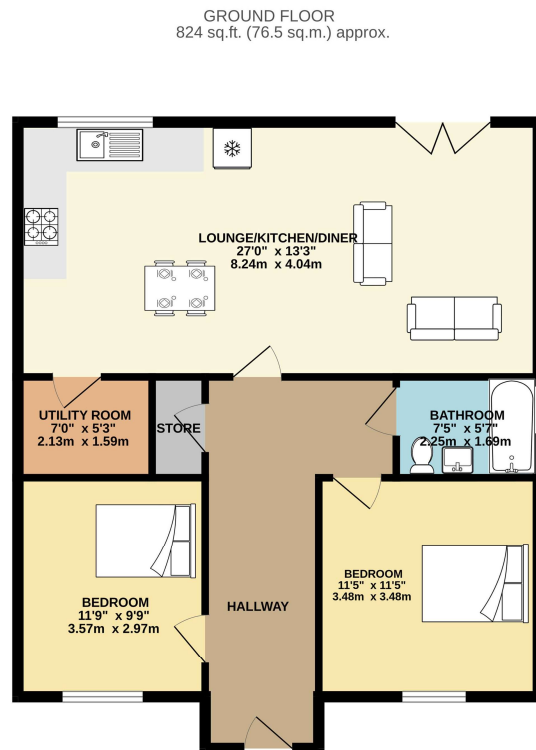 GROUND FLOOR
824 sq.ft. (76.5 sq.m.) approx.
LOUNGE/KITCHEN/DINER
27'0" x 13'3"
8.24m x 4.04m
UTILITY ROOM
7'0" x 5'3"
2.13m x 1.59m
STORE
BATHROOM
7'5" x 5'7"
2.25m x 1.69m
BEDROOM
11'9" x 9'9"
3.57m x 2.97m
HALLWAY
BEDROOM
11'5" x 11'5"
3.48m x 3.48m